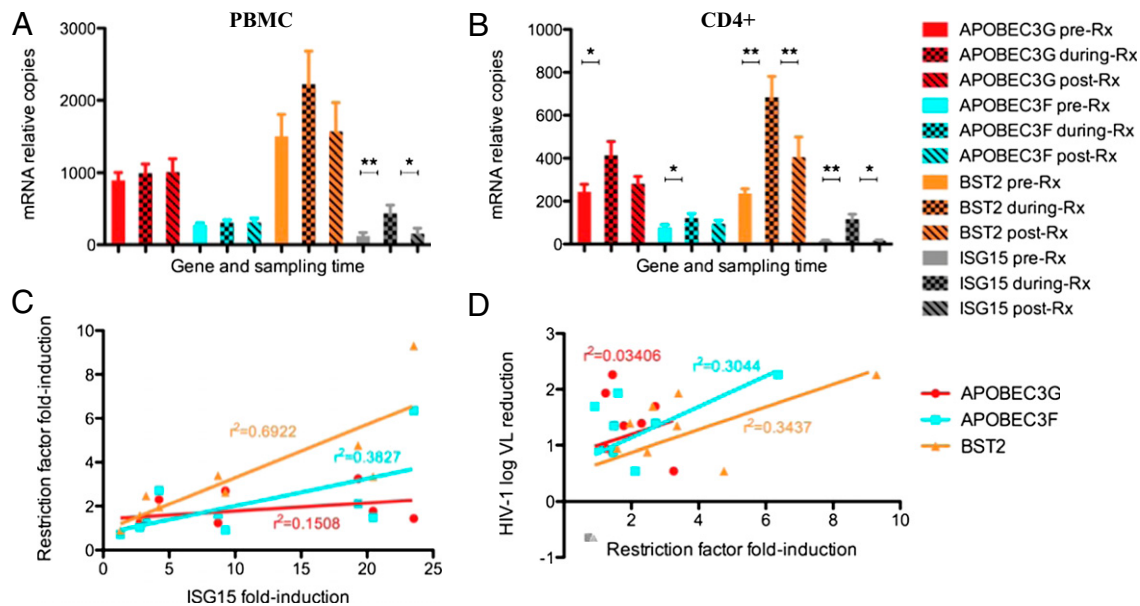 A
PBMC
mRNA relative copies
3000
2000
1000
0
★★
★
Gene and sampling time
B
CD4+
mRNA relative copies
1000
800
600
400
200
0
★
★
★★
★★
★★
★
Gene and sampling time
APOBEC3G pre-Rx
APOBEC3G during-Rx
APOBEC3G post-Rx
APOBEC3F pre-Rx
APOBEC3F during-Rx
APOBEC3F post-Rx
BST2 pre-Rx
BST2 during-Rx
BST2 post-Rx
ISG15 pre-Rx
ISG15 during-Rx
ISG15 post-Rx
C
Restriction factor fold-induction
10
8
6
4
2
0
r²=0.6922
r²=0.3827
r²=0.1508
0 5 10 15 20 25
ISG15 fold-induction
D
HIV-1 log VL reduction
3
2
1
0
-1
r²=0.03406
r²=0.3044
r²=0.3437
2 4 6 8 10
Restriction factor fold-induction
APOBEC3G
APOBEC3F
BST2